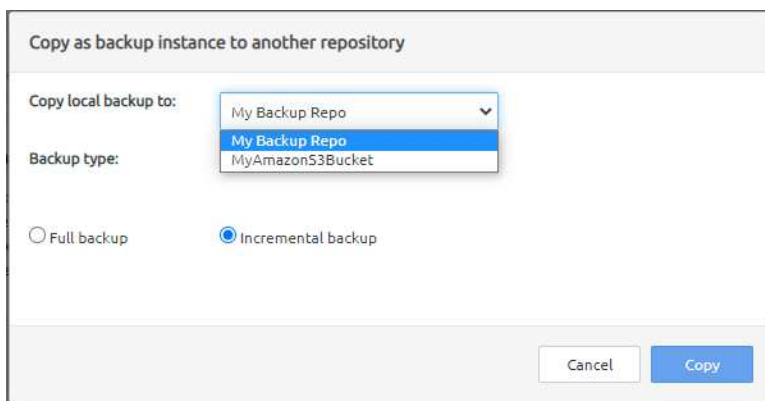 Copy as backup instance to another repository
Copy local backup to:
My Backup Repo
My Backup Repo
MyAmazonS3Bucket
Backup type:
Full backup
Incremental backup
Cancel
Copy